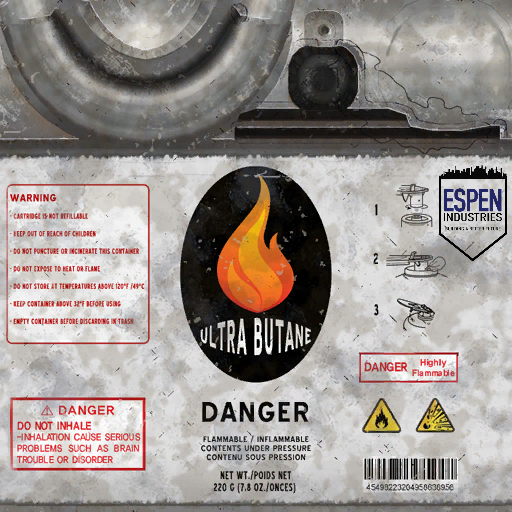 WARNING
· CARTRIDGE IS NOT REFILLABLE
· KEEP OUT OF REACH OF CHILDREN
· DO NOT PUNCTURE OR INCINERATE THIS CONTAINER
· DO NOT EXPOSE TO HEAT OR FLAME
· DO NOT STORE AT TEMPERATURES ABOVE 120°F /49°C
· KEEP CONTAINER ABOVE 32°F BEFORE USING
· EMPTY CONTAINER BEFORE DISCARDING IN TRASH
⚠ DANGER
DO NOT INHALE
-INHALATION CAUSE SERIOUS
PROBLEMS SUCH AS BRAIN
TROUBLE OR DISORDER
ULTRA BUTANE
DANGER
FLAMMABLE / INFLAMMABLE
CONTENTS UNDER PRESSURE
CONTENU SOUS PRESSION
NET WT./POIDS NET
220 G (7.8 OZ./ONCES)
ESPEN
INDUSTRIES
1
2
3
DANGER Highly
Flammable
45498223204958638956